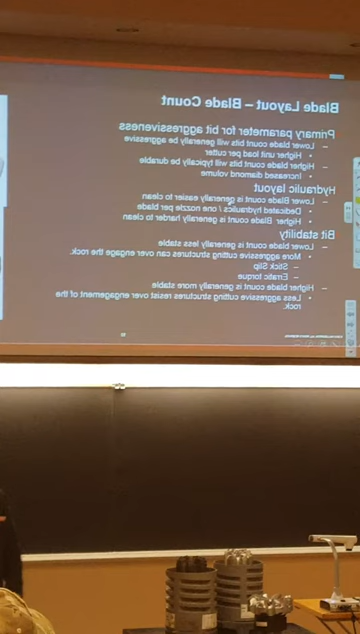 Blade Layout – Blade Count
Primary parameter for bit aggressiveness
– Lower blade count bits will generally be aggressive
• Higher unit load per cutter
– Higher blade count bits will typically be durable
• Increased diamond volume
Hydraulic layout
– Lower Blade count is generally easier to clean
• Dedicated hydraulics / one nozzle per blade
• Higher Blade count is generally harder to clean
Bit stability
– Lower blade count is generally less stable
• More aggressive cutting structures can over engage the rock.
– Stick Slip
– Erratic torque
– Higher blade count is generally more stable
• Less aggressive cutting structures resist over engagement of the
rock.